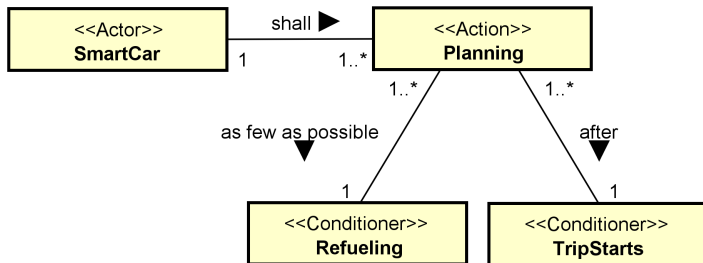 <<Actor>>
SmartCar
shall
1
1..*
<<Action>>
Planning
1..*
1..*
as few as possible
after
1
1
<<Conditioner>>
Refueling
<<Conditioner>>
TripStarts